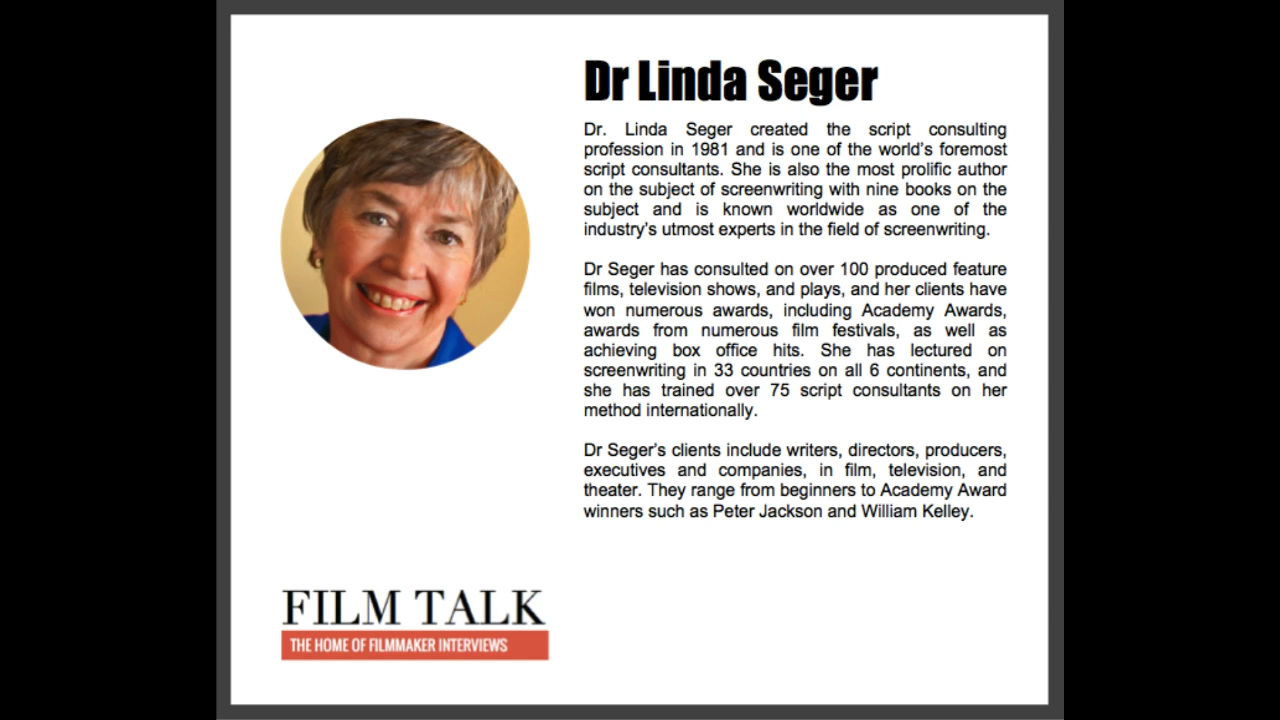 Dr Linda Seger
Dr. Linda Seger created the script consulting
profession in 1981 and is one of the world's foremost
script consultants. She is also the most prolific author
on the subject of screenwriting with nine books on the
subject and is known worldwide as one of the
industry's utmost experts in the field of screenwriting.
Dr Seger has consulted on over 100 produced feature
films, television shows, and plays, and her clients have
won numerous awards, including Academy Awards,
awards from numerous film festivals, as well as
achieving box office hits. She has lectured on
screenwriting in 33 countries on all 6 continents, and
she has trained over 75 script consultants on her
method internationally.
Dr Seger's clients include writers, directors, producers,
executives and companies, in film, television, and
theater. They range from beginners to Academy Award
winners such as Peter Jackson and William Kelley.
FILM TALK
THE HOME OF FILMMAKER INTERVIEWS